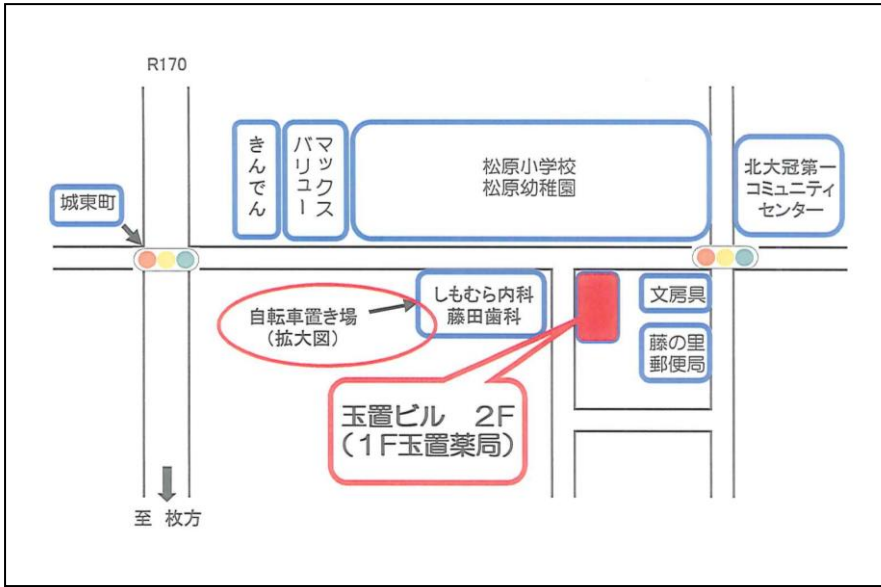 R170
きんでん
マックス
バリュー
松原小学校
松原幼稚園
北大冠第一
コミュニティ
センター
城東町
自転車置き場
(拡大図)
しもむら内科
藤田歯科
文房具
藤の里
郵便局
玉置ビル 2F
(1F玉置薬局)
至 枚方